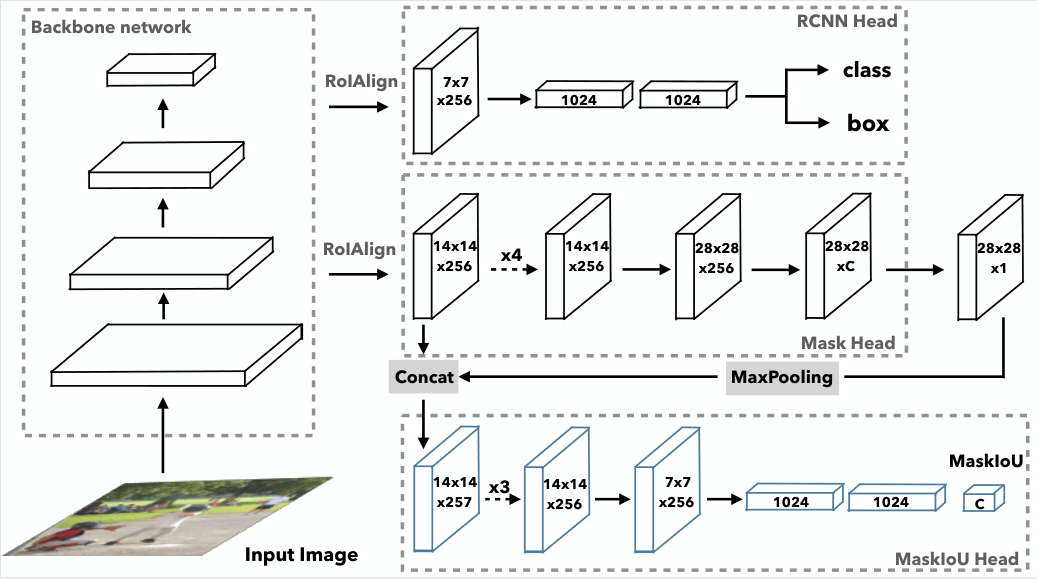 Backbone network
RCNN Head
RoIAlign
7x7
x256
1024
1024
class
box
RoIAlign
14x14
x256
x4
14x14
x256
28x28
x256
28x28
xC
28x28
x1
Mask Head
Concat
MaxPooling
14x14
x257
x3
14x14
x256
7x7
x256
1024
1024
MaskIoU
C
MaskIoU Head
Input Image